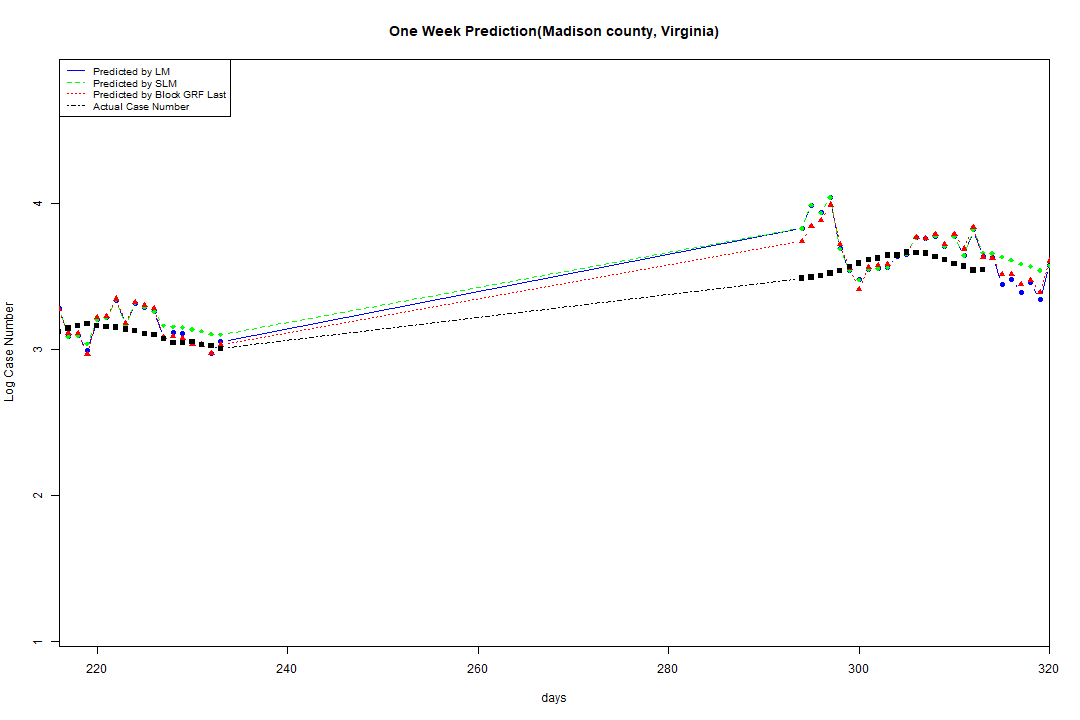 One Week Prediction(Madison county, Virginia)
Predicted by LM
Predicted by SLM
Predicted by Block GRF Last
Actual Case Number
Log Case Number
4
3
2
1
220 240 260 280 300 320
days